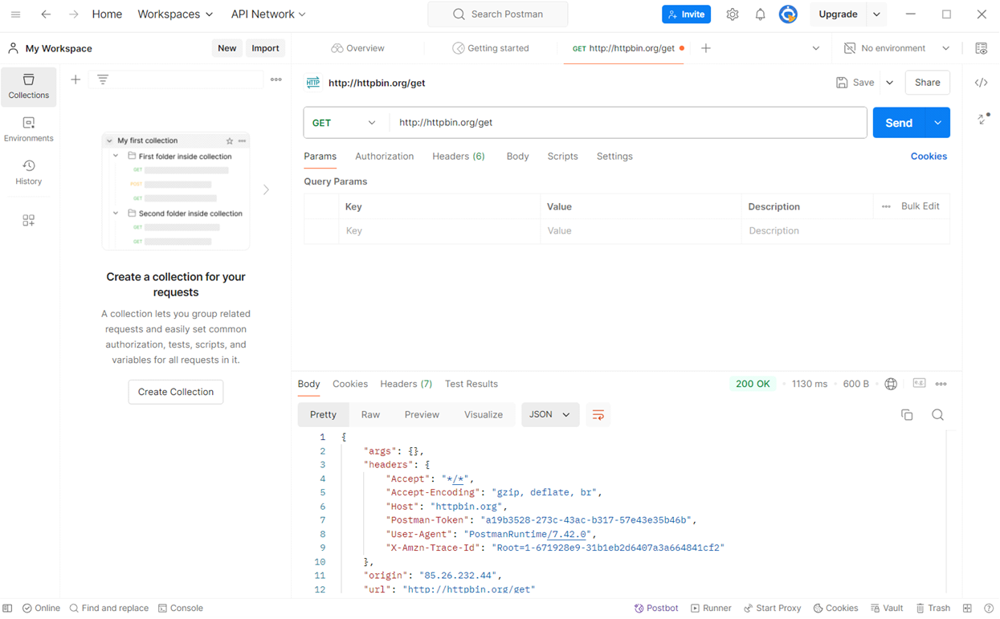 Home Workspaces API Network Search Postman Invite Upgrade
My Workspace New Import Overview Getting started GET http://httpbin.org/get No environment
Collections
Environments
History
My first collection
First folder inside collection
GET
POST
GET
Second folder inside collection
GET
GET
Create a collection for your
requests
A collection lets you group related
requests and easily set common
authorization, tests, scripts, and
variables for all requests in it.
Create Collection
HTTP http://httpbin.org/get Save Share
GET http://httpbin.org/get Send
Params Authorization Headers (6) Body Scripts Settings Cookies
Query Params
Key Value Description Bulk Edit
Key Value Description
Body Cookies Headers (7) Test Results 200 OK 1130 ms 600 B e.g.
Pretty Raw Preview Visualize JSON
1 {
2 "args": {},
3 "headers": {
4 "Accept": "*/*",
5 "Accept-Encoding": "gzip, deflate, br",
6 "Host": "httpbin.org",
7 "Postman-Token": "a19b3528-273c-43ac-b317-57e43e35b46b",
8 "User-Agent": "PostmanRuntime/7.42.0",
9 "X-Amzn-Trace-Id": "Root=1-671928e9-31b1eb2d6407a3a664841cf2"
10 },
11 "origin": "85.26.232.44",
12 "url": "http://httpbin.org/get"
Online Find and replace Console Postbot Runner Start Proxy Cookies Vault Trash